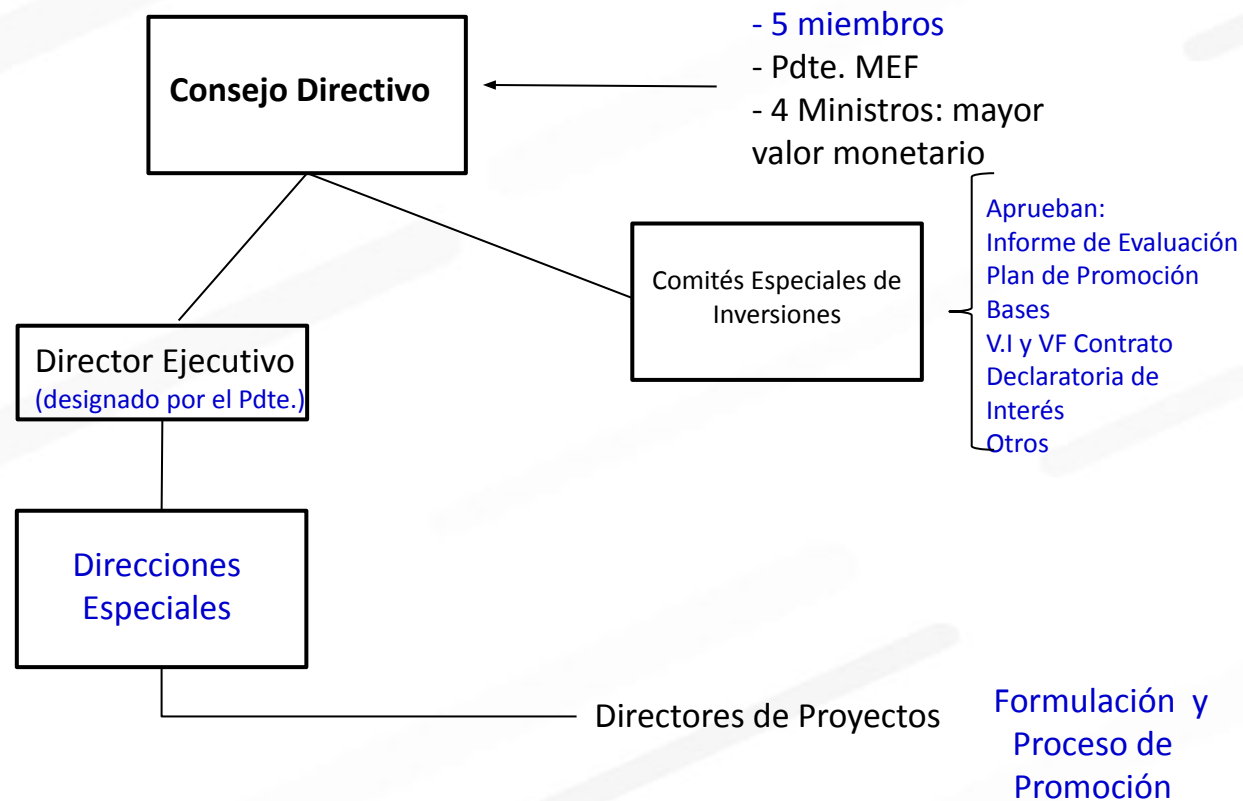 - 5 miembros
- Pdte. MEF
- 4 Ministros: mayor
valor monetario
Consejo Directivo
Comités Especiales de
Inversiones
Aprueban:
Informe de Evaluación
Plan de Promoción
Bases
V.I y VF Contrato
Declaratoria de
Interés
Otros
Director Ejecutivo
(designado por el Pdte.)
Direcciones
Especiales
Directores de Proyectos
Formulación y
Proceso de
Promoción